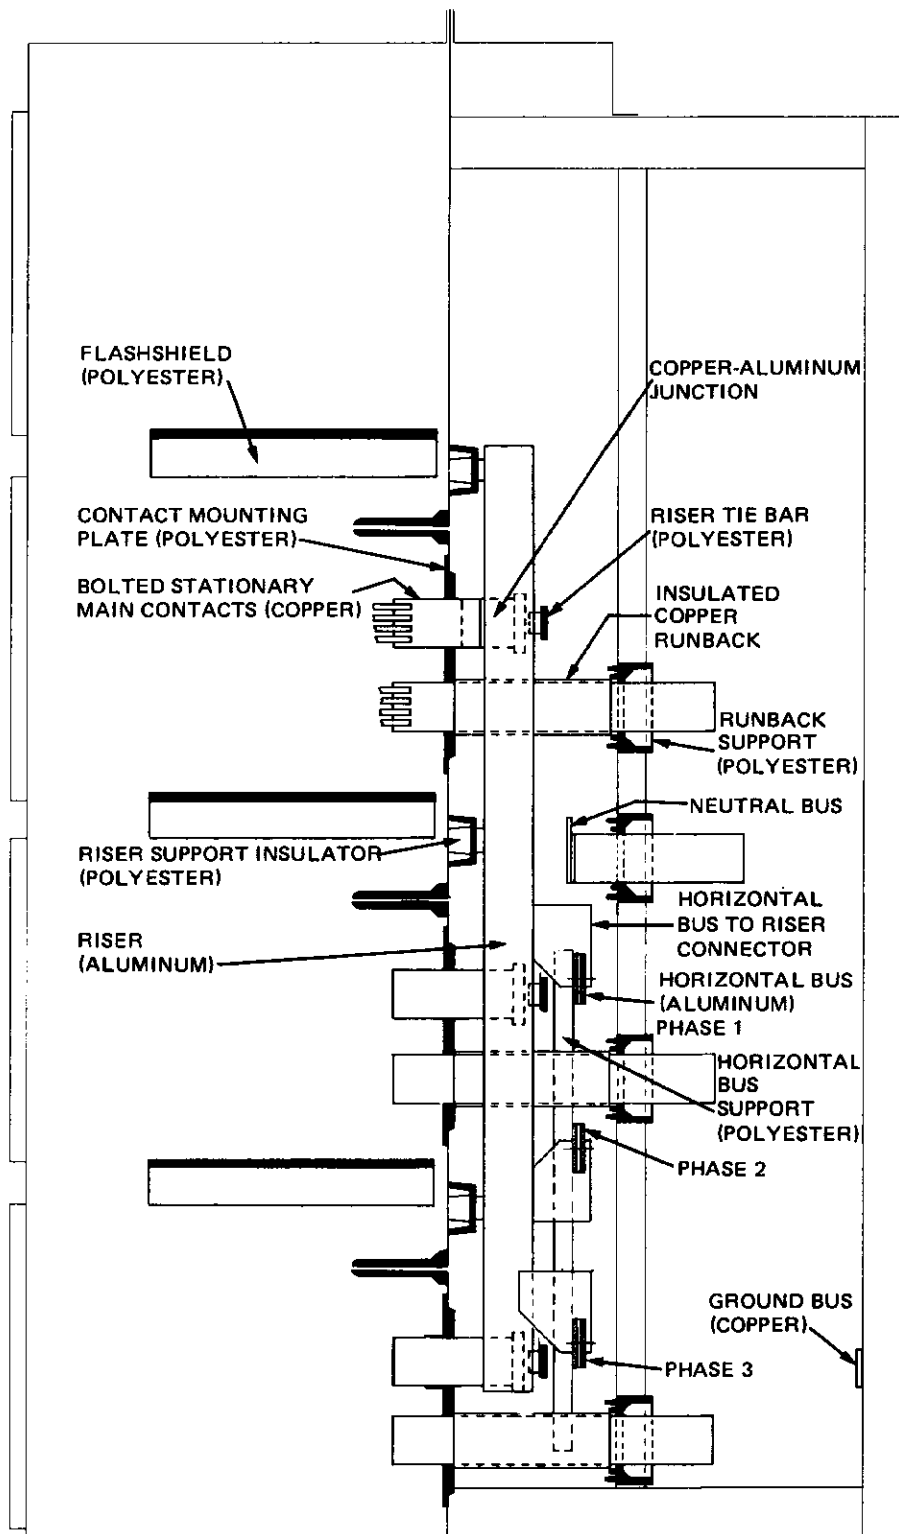 FLASHSHIELD
(POLYESTER)
COPPER-ALUMINUM
JUNCTION
CONTACT MOUNTING
PLATE (POLYESTER)
RISER TIE BAR
(POLYESTER)
BOLTED STATIONARY
MAIN CONTACTS (COPPER)
INSULATED
COPPER
RUNBACK
RUNBACK
SUPPORT
(POLYESTER)
NEUTRAL BUS
RISER SUPPORT INSULATOR
(POLYESTER)
HORIZONTAL
BUS TO RISER
CONNECTOR
RISER
(ALUMINUM)
HORIZONTAL BUS
(ALUMINUM)
PHASE 1
HORIZONTAL
BUS
SUPPORT
(POLYESTER)
PHASE 2
GROUND BUS
(COPPER)
PHASE 3